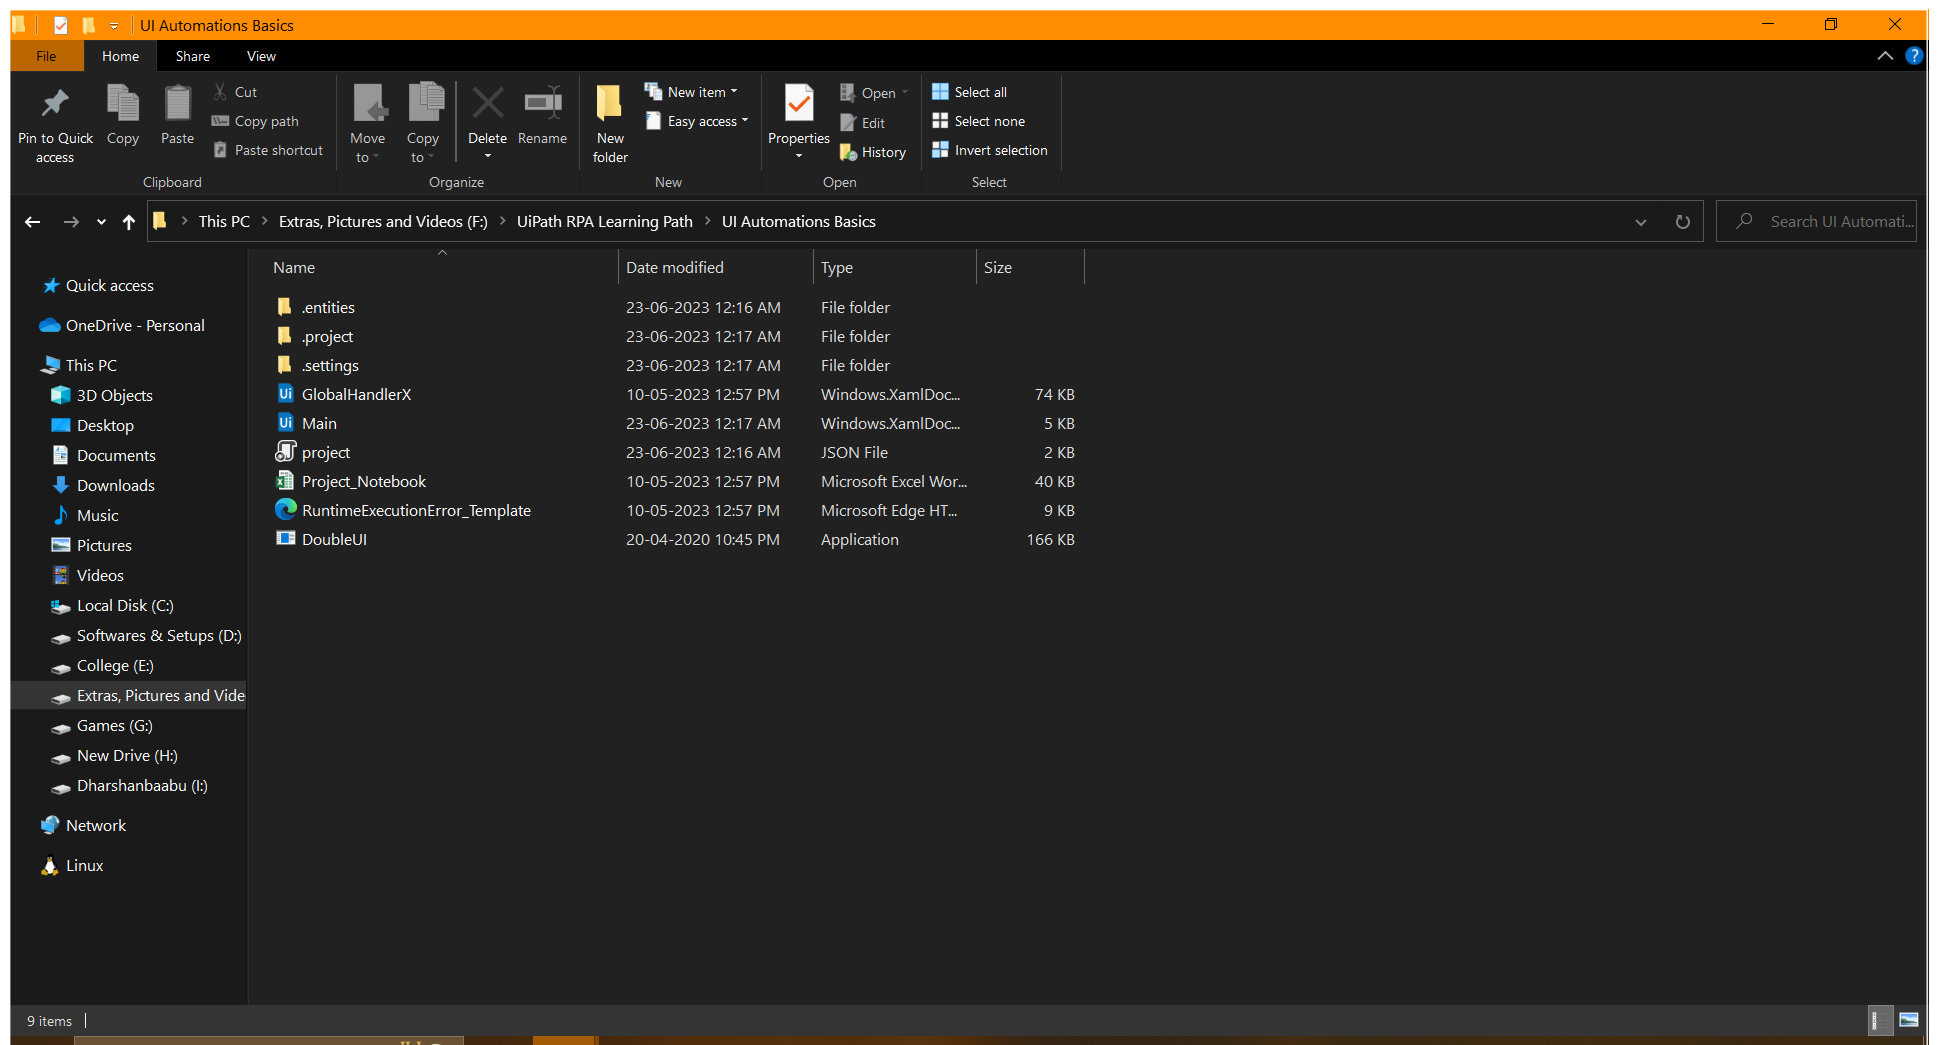 UI Automations Basics
File Home Share View
Pin to Quick access
Copy
Paste
Cut
Copy path
Paste shortcut
Clipboard
Move to
Copy to
Delete
Rename
Organize
New folder
New item
Easy access
New
Properties
Open
Edit
History
Open
Select all
Select none
Invert selection
Select
This PC > Extras, Pictures and Videos (F:) > UiPath RPA Learning Path > UI Automations Basics
Search UI Automati...
Quick access
OneDrive - Personal
This PC
3D Objects
Desktop
Documents
Downloads
Music
Pictures
Videos
Local Disk (C:)
Softwares & Setups (D:)
College (E:)
Extras, Pictures and Vide
Games (G:)
New Drive (H:)
Dharshanbaabu (I:)
Network
Linux
Name Date modified Type Size
.entities 23-06-2023 12:16 AM File folder
.project 23-06-2023 12:17 AM File folder
.settings 23-06-2023 12:17 AM File folder
GlobalHandlerX 10-05-2023 12:57 PM Windows.XamlDoc... 74 KB
Main 23-06-2023 12:17 AM Windows.XamlDoc... 5 KB
project 23-06-2023 12:16 AM JSON File 2 KB
Project_Notebook 10-05-2023 12:57 PM Microsoft Excel Wor... 40 KB
RuntimeExecutionError_Template 10-05-2023 12:57 PM Microsoft Edge HT... 9 KB
DoubleUI 20-04-2020 10:45 PM Application 166 KB
9 items